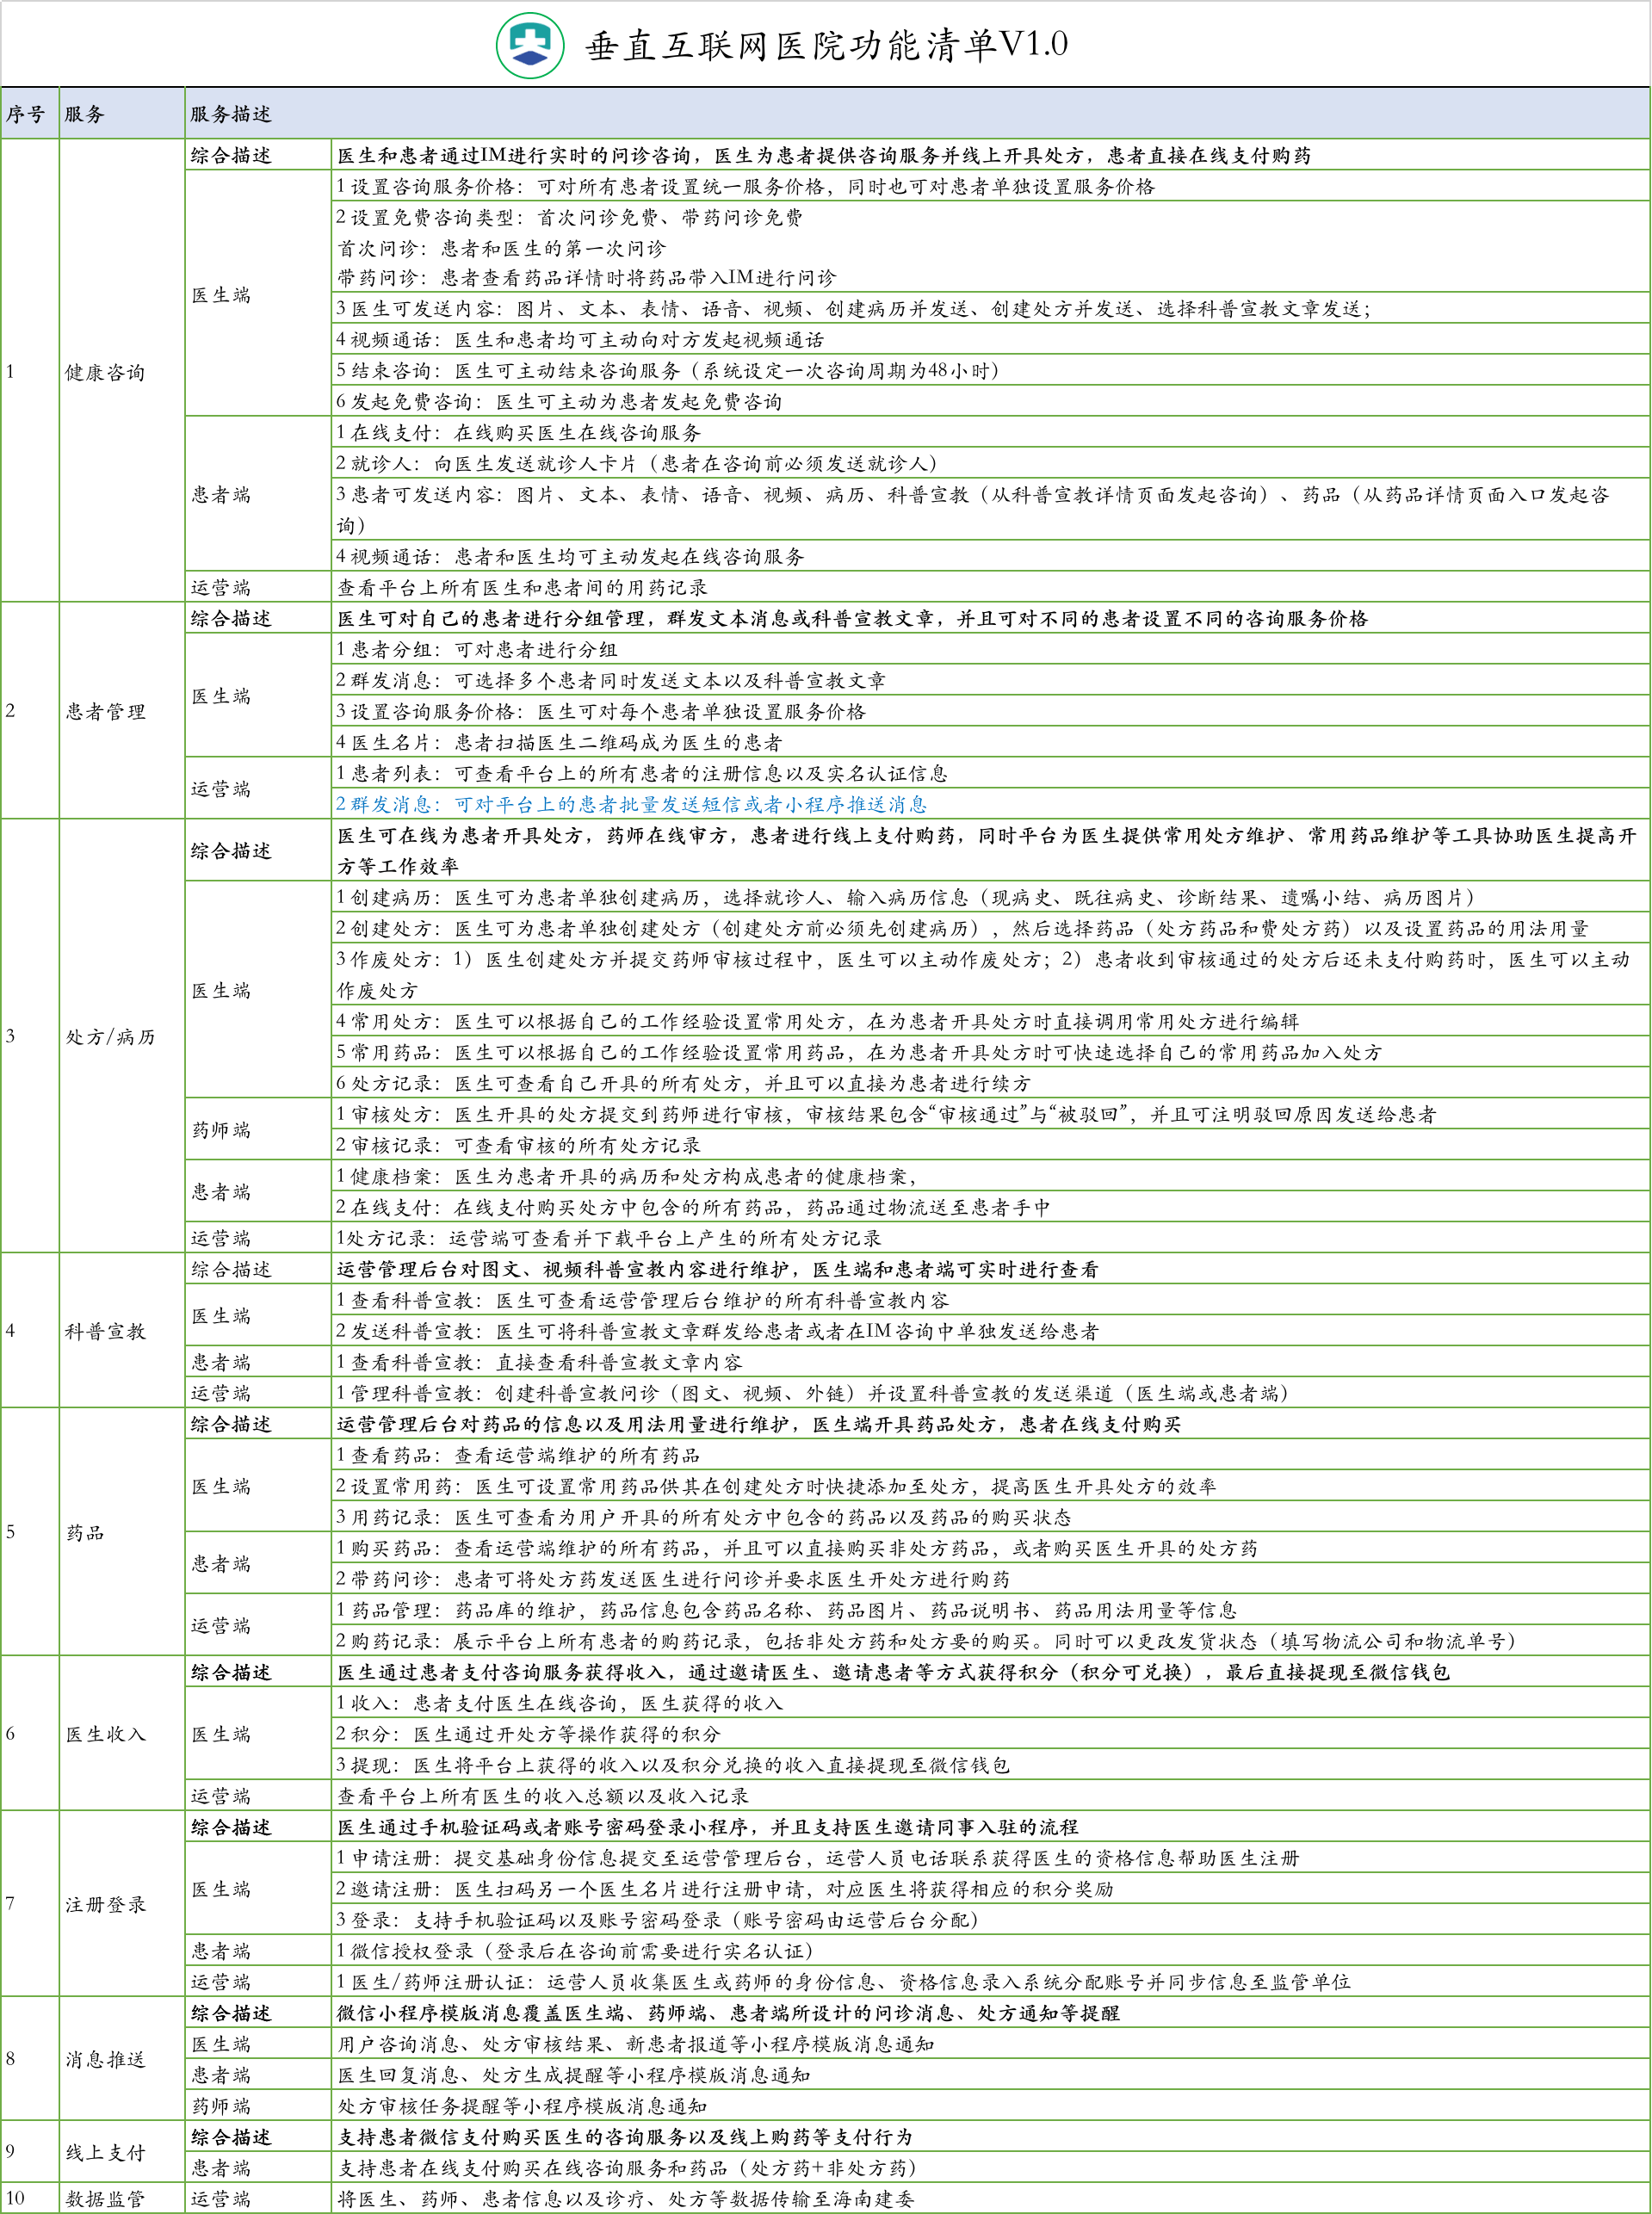 垂直互联网医院功能清单V1.0
序号 服务 服务描述
1 健康咨询
综合描述 医生和患者通过IM进行实时的问诊咨询，医生为患者提供咨询服务并线上开具处方，患者直接在线支付购药
医生端
1 设置咨询服务价格：可对所有患者设置统一服务价格，同时也可对患者单独设置服务价格
2 设置免费咨询类型：首次问诊免费、带药问诊免费
首次问诊：患者和医生的第一次问诊
带药问诊：患者查看药品详情时将药品带入IM进行问诊
3 医生可发送内容：图片、文本、表情、语音、视频、创建病历并发送、创建处方并发送、选择科普宣教文章发送；
4 视频通话：医生和患者均可主动向对方发起视频通话
5 结束咨询：医生可主动结束咨询服务（系统设定一次咨询周期为48小时）
6 发起免费咨询：医生可主动为患者发起免费咨询
患者端
1 在线支付：在线购买医生在线咨询服务
2 就诊人：向医生发送就诊人卡片（患者在咨询前必须发送就诊人）
3 患者可发送内容：图片、文本、表情、语音、视频、病历、科普宣教（从科普宣教详情页面发起咨询）、药品（从药品详情页面入口发起咨
询）
4 视频通话：患者和医生均可主动发起在线咨询服务
运营端 查看平台上所有医生和患者间的用药记录
2 患者管理
综合描述 医生可对自己的患者进行分组管理，群发文本消息或科普宣教文章，并且可对不同的患者设置不同的咨询服务价格
医生端
1 患者分组：可对患者进行分组
2 群发消息：可选择多个患者同时发送文本以及科普宣教文章
3 设置咨询服务价格：医生可对每个患者单独设置服务价格
4 医生名片：患者扫描医生二维码成为医生的患者
运营端
1 患者列表：可查看平台上的所有患者的注册信息以及实名认证信息
2 群发消息：可对平台上的患者批量发送短信或者小程序推送消息
3 处方/病历
综合描述
医生可在线为患者开具处方，药师在线审方，患者进行线上支付购药，同时平台为医生提供常用处方维护、常用药品维护等工具协助医生提高开
方等工作效率
医生端
1 创建病历：医生可为患者单独创建病历，选择就诊人、输入病历信息（现病史、既往病史、诊断结果、遗嘱小结、病历图片）
2 创建处方：医生可为患者单独创建处方（创建处方前必须先创建病历），然后选择药品（处方药品和费处方药）以及设置药品的用法用量
3 作废处方：1）医生创建处方并提交药师审核过程中，医生可以主动作废处方；2）患者收到审核通过的处方后还未支付购药时，医生可以主动
作废处方
4 常用处方：医生可以根据自己的工作经验设置常用处方，在为患者开具处方时直接调用常用处方进行编辑
5 常用药品：医生可以根据自己的工作经验设置常用药品，在为患者开具处方时可快速选择自己的常用药品加入处方
6 处方记录：医生可查看自己开具的所有处方，并且可以直接为患者进行续方
药师端
1 审核处方：医生开具的处方提交到药师进行审核，审核结果包含“审核通过”与“被驳回”，并且可注明驳回原因发送给患者
2 审核记录：可查看审核的所有处方记录
患者端
1 健康档案：医生为患者开具的病历和处方构成患者的健康档案，
2 在线支付：在线支付购买处方中包含的所有药品，药品通过物流送至患者手中
运营端 1处方记录：运营端可查看并下载平台上产生的所有处方记录
4 科普宣教
综合描述 运营管理后台对图文、视频科普宣教内容进行维护，医生端和患者端可实时进行查看
医生端
1 查看科普宣教：医生可查看运营管理后台维护的所有科普宣教内容
2 发送科普宣教：医生可将科普宣教文章群发给患者或者在IM咨询中单独发送给患者
患者端 1 查看科普宣教：直接查看科普宣教文章内容
运营端 1 管理科普宣教：创建科普宣教问诊（图文、视频、外链）并设置科普宣教的发送渠道（医生端或患者端）
5 药品
综合描述 运营管理后台对药品的信息以及用法用量进行维护，医生端开具药品处方，患者在线支付购买
医生端
1 查看药品：查看运营端维护的所有药品
2 设置常用药：医生可设置常用药品供其在创建处方时快捷添加至处方，提高医生开具处方的效率
3 用药记录：医生可查看为用户开具的所有处方中包含的药品以及药品的购买状态
患者端
1 购买药品：查看运营端维护的所有药品，并且可以直接购买非处方药品，或者购买医生开具的处方药
2 带药问诊：患者可将处方药发送医生进行问诊并要求医生开处方进行购药
运营端
1 药品管理：药品库的维护，药品信息包含药品名称、药品图片、药品说明书、药品用法用量等信息
2 购药记录：展示平台上所有患者的购药记录，包括非处方药和处方要的购买。同时可以更改发货状态（填写物流公司和物流单号）
6 医生收入
综合描述 医生通过患者支付咨询服务获得收入，通过邀请医生、邀请患者等方式获得积分（积分可兑换），最后直接提现至微信钱包
医生端
1 收入：患者支付医生在线咨询，医生获得的收入
2 积分：医生通过开处方等操作获得的积分
3 提现：医生将平台上获得的收入以及积分兑换的收入直接提现至微信钱包
运营端 查看平台上所有医生的收入总额以及收入记录
7 注册登录
综合描述 医生通过手机验证码或者账号密码登录小程序，并且支持医生邀请同事入驻的流程
医生端
1 申请注册：提交基础身份信息提交至运营管理后台，运营人员电话联系获得医生的资格信息帮助医生注册
2 邀请注册：医生扫码另一个医生名片进行注册申请，对应医生将获得相应的积分奖励
3 登录：支持手机验证码以及账号密码登录（账号密码由运营后台分配）
患者端 1 微信授权登录（登录后在咨询前需要进行实名认证）
运营端 1 医生/药师注册认证：运营人员收集医生或药师的身份信息、资格信息录入系统分配账号并同步信息至监管单位
8 消息推送
综合描述 微信小程序模版消息覆盖医生端、药师端、患者端所设计的问诊消息、处方通知等提醒
医生端 用户咨询消息、处方审核结果、新患者报道等小程序模版消息通知
患者端 医生回复消息、处方生成提醒等小程序模版消息通知
药师端 处方审核任务提醒等小程序模版消息通知
9 线上支付
综合描述 支持患者微信支付购买医生的咨询服务以及线上购药等支付行为
患者端 支持患者在线支付购买在线咨询服务和药品（处方药+非处方药）
10 数据监管 运营端 将医生、药师、患者信息以及诊疗、处方等数据传输至海南建委